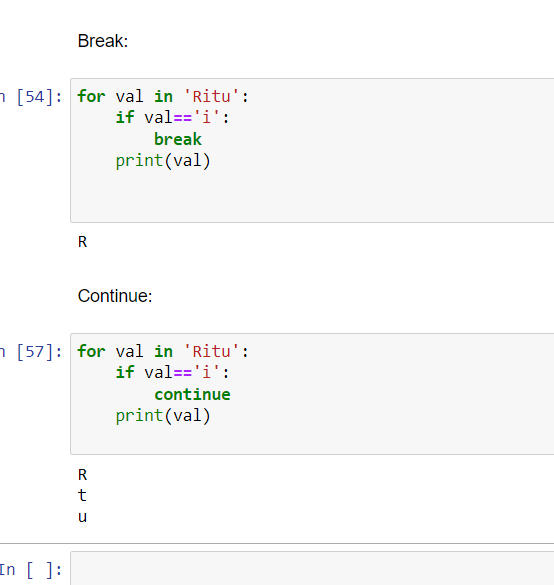 Break:
n [54]: for val in 'Ritu':
    if val=='i':
        break
    print(val)
R
Continue:
n [57]: for val in 'Ritu':
    if val=='i':
        continue
    print(val)
R
t
u
In [ ]: